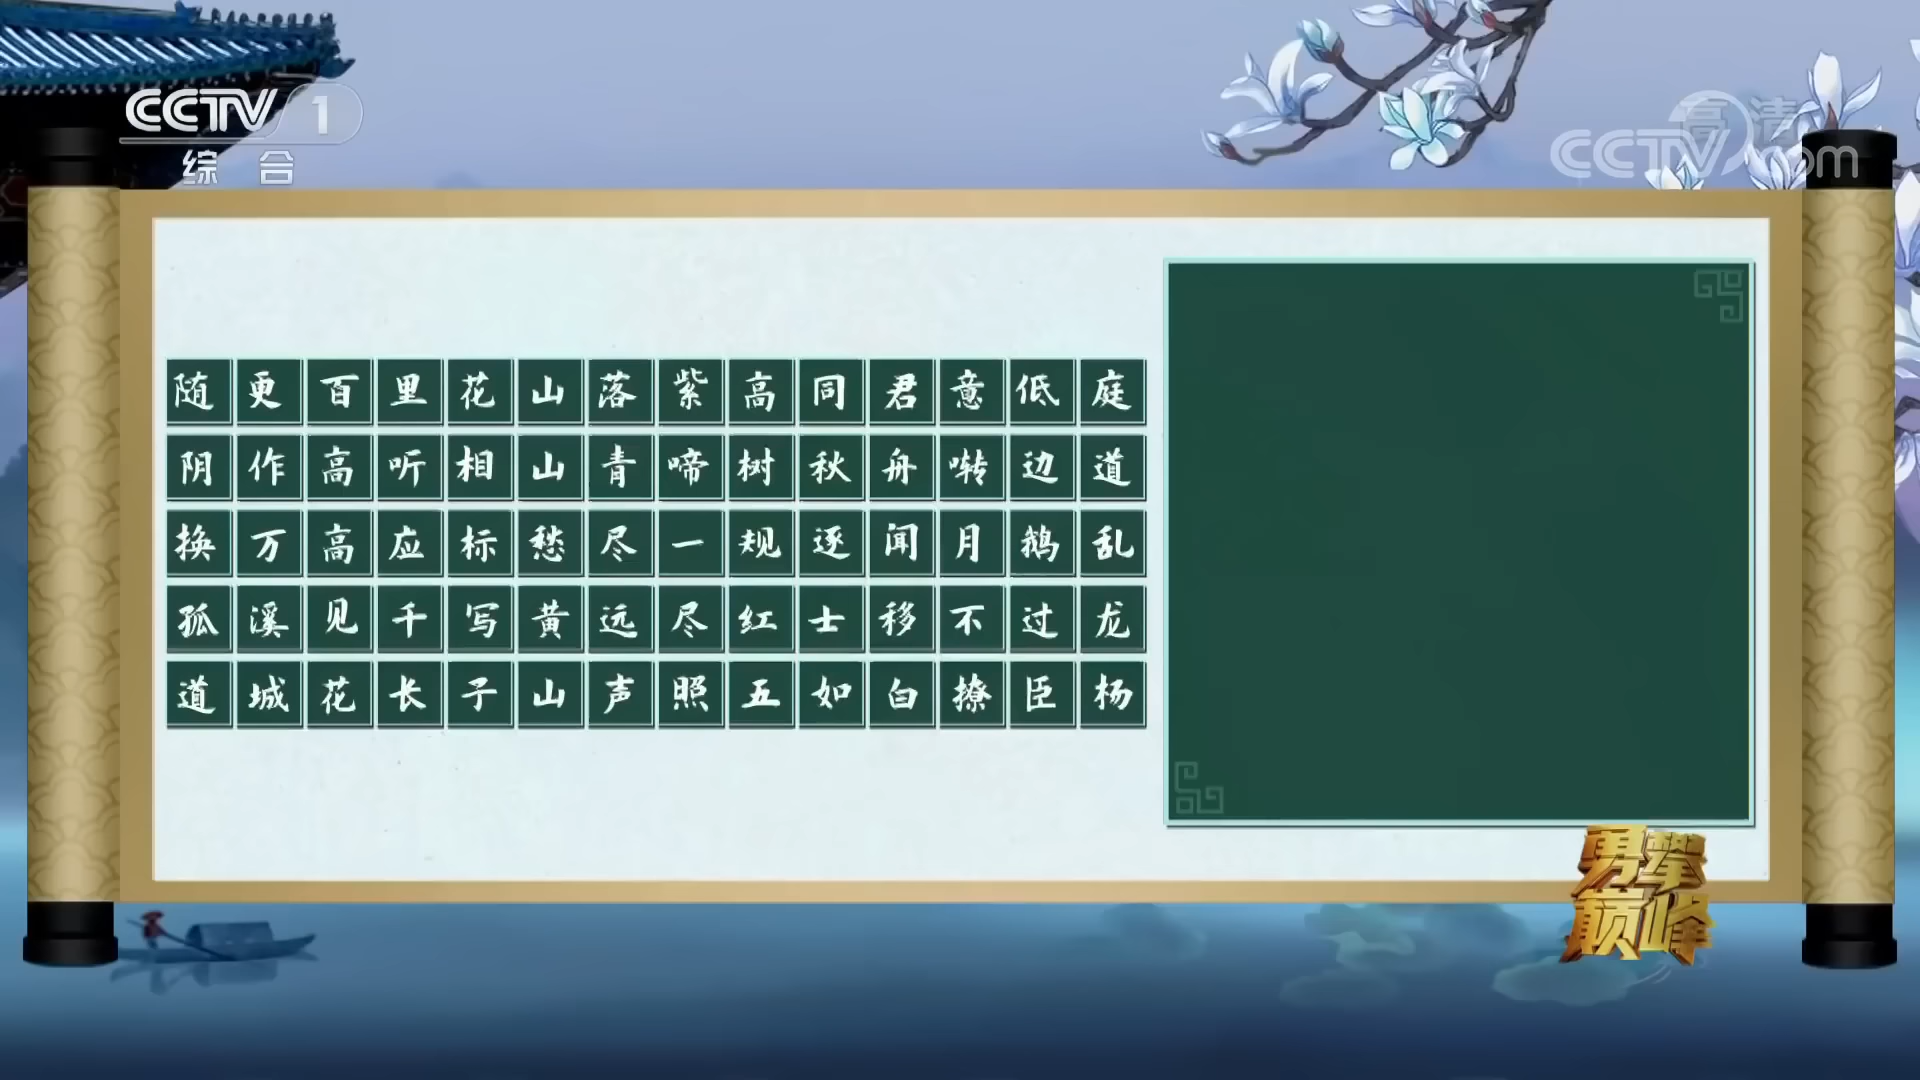 CCTV 1
综合
高清
CCTV.com
随更百里花山落紫高同君意低庭
阴作高听相山青啼树秋舟啭边道
换万高应标愁尽一规逐闻月鹅乱
孤溪见千写黄远尽红士移不过龙
道城花长子山声照五如白撩臣杨
勇攀
巅峰